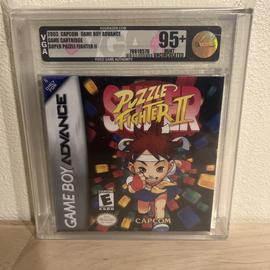 VGA
2003 CAPCOM GAME BOY ADVANCE
GAME CARTRIDGE
SUPER PUZZLE FIGHTER II
95+
MINT
VIDEO GAME AUTHORITY
GAME BOY ADVANCE
SUPER
PUZZLE
FIGHTER II
E
CAPCOM